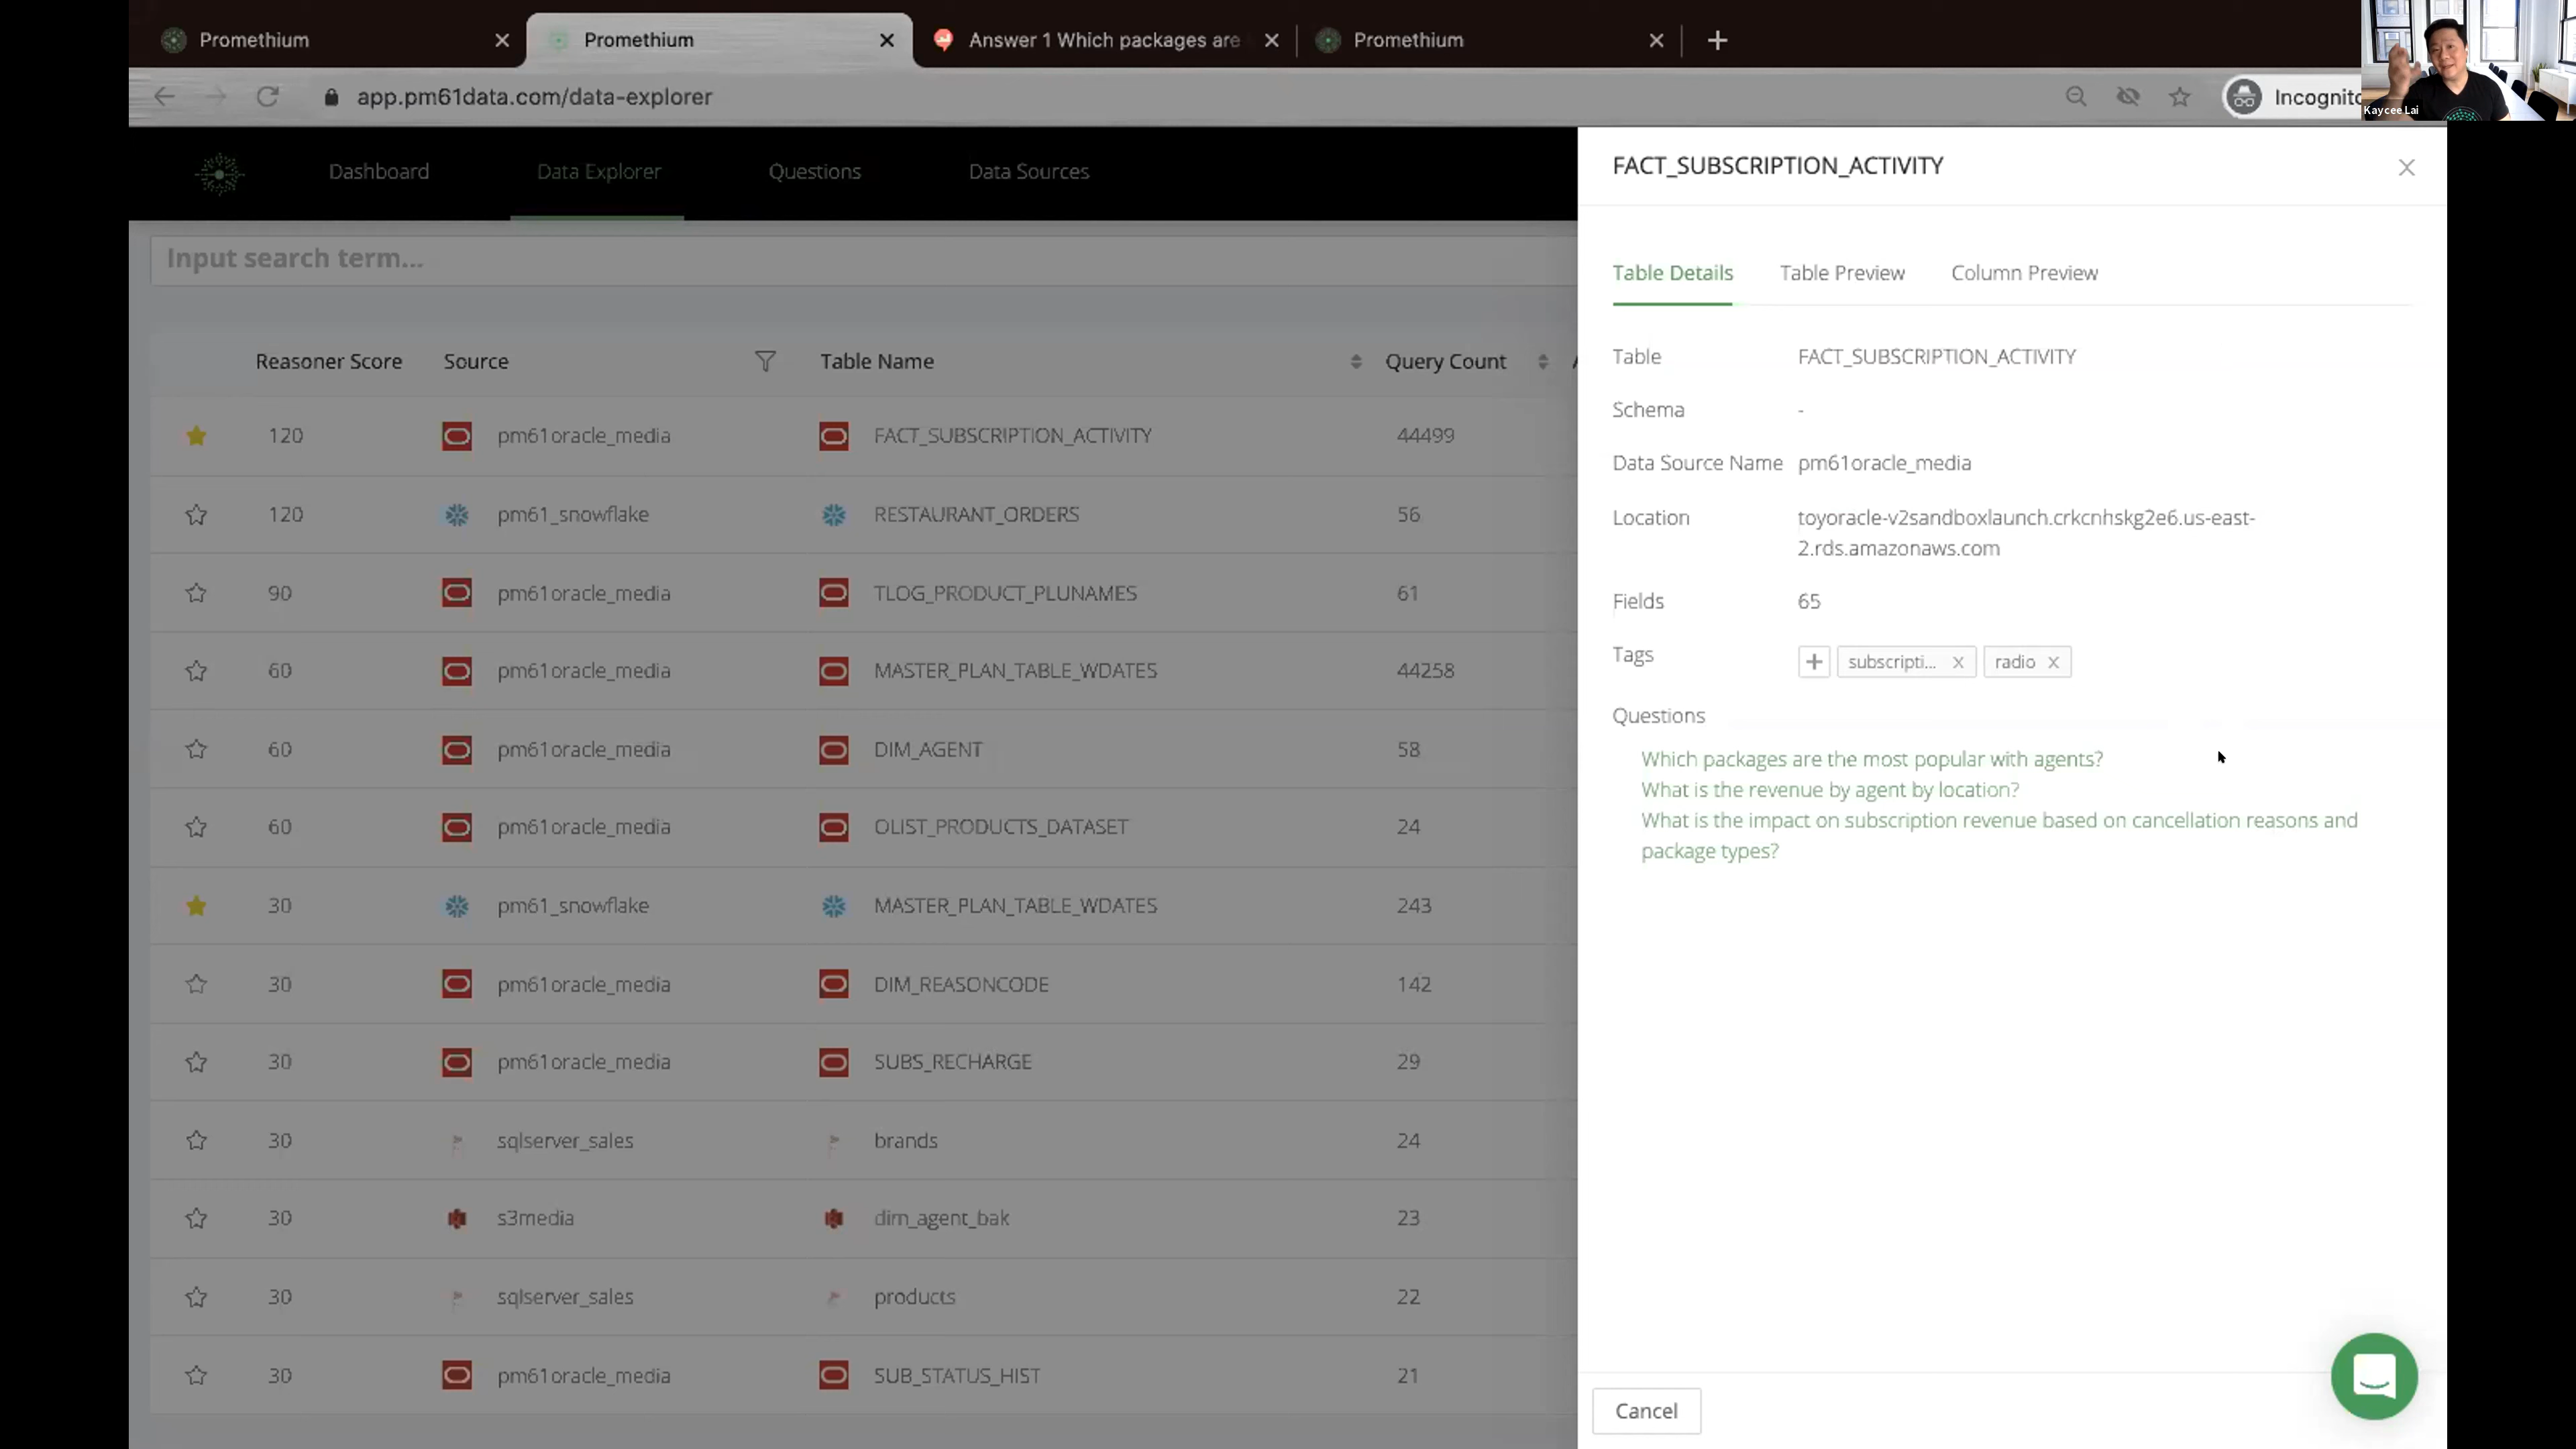 Promethium
Promethium
Answer 1 Which packages are
Promethium
app.pm61data.com/data-explorer
Incognito
Kaycee Lai
Dashboard
Data Explorer
Questions
Data Sources
Input search term...
Reasoner Score Source Table Name Query Count
120 pm61oracle_media FACT_SUBSCRIPTION_ACTIVITY 44499
120 pm61_snowflake RESTAURANT_ORDERS 56
90 pm61oracle_media TLOG_PRODUCT_PLUNAMES 61
60 pm61oracle_media MASTER_PLAN_TABLE_WDATES 44258
60 pm61oracle_media DIM_AGENT 58
60 pm61oracle_media OLIST_PRODUCTS_DATASET 24
30 pm61_snowflake MASTER_PLAN_TABLE_WDATES 243
30 pm61oracle_media DIM_REASONCODE 142
30 pm61oracle_media SUBS_RECHARGE 29
30 sqlserver_sales brands 24
30 s3media dim_agent_bak 23
30 sqlserver_sales products 22
30 pm61oracle_media SUB_STATUS_HIST 21
FACT_SUBSCRIPTION_ACTIVITY
Table Details Table Preview Column Preview
Table FACT_SUBSCRIPTION_ACTIVITY
Schema -
Data Source Name pm61oracle_media
Location toyoracle-v2sandboxlaunch.crkcnhskg2e6.us-east-
2.rds.amazonaws.com
Fields 65
Tags + subscripti... x radio x
Questions
Which packages are the most popular with agents?
What is the revenue by agent by location?
What is the impact on subscription revenue based on cancellation reasons and
package types?
Cancel